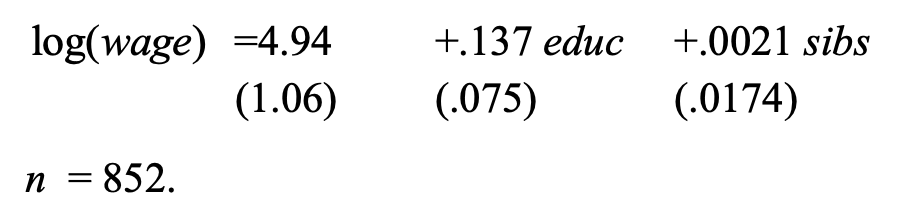 log(wage) =4.94 +.137 educ +.0021 sibs
(1.06) (.075) (.0174)
n = 852.